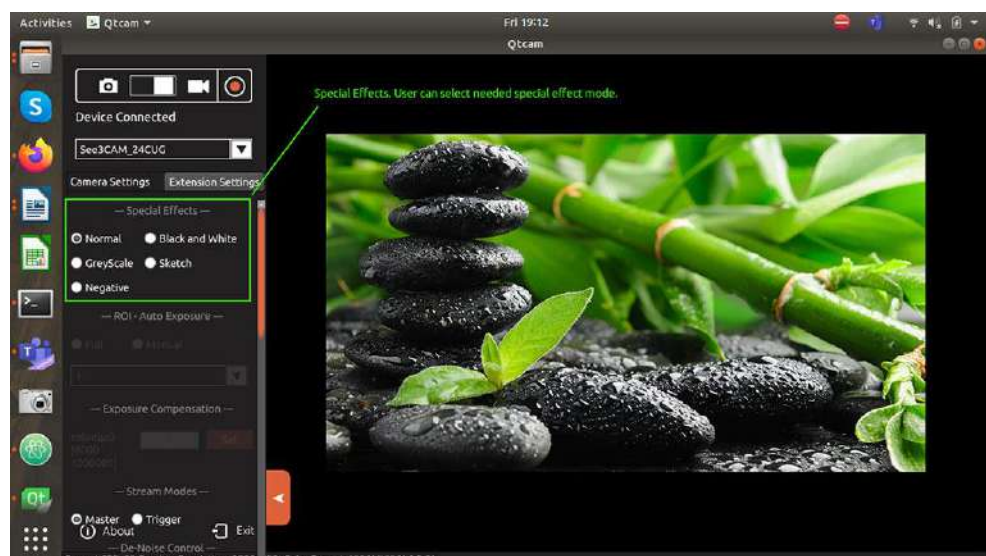 Activities Qtcam
Fri 19:12
Qtcam
Special Effects. User can select needed special effect mode.
Device Connected
See3CAM_24CUG
Camera Settings Extension Settings
— Special Effects —
Normal Black and White
GreyScale Sketch
Negative
— ROI - Auto Exposure —
Full Manual
— Exposure Compensation —
— Stream Modes —
Master Trigger
About Exit
— De-Noise Control —